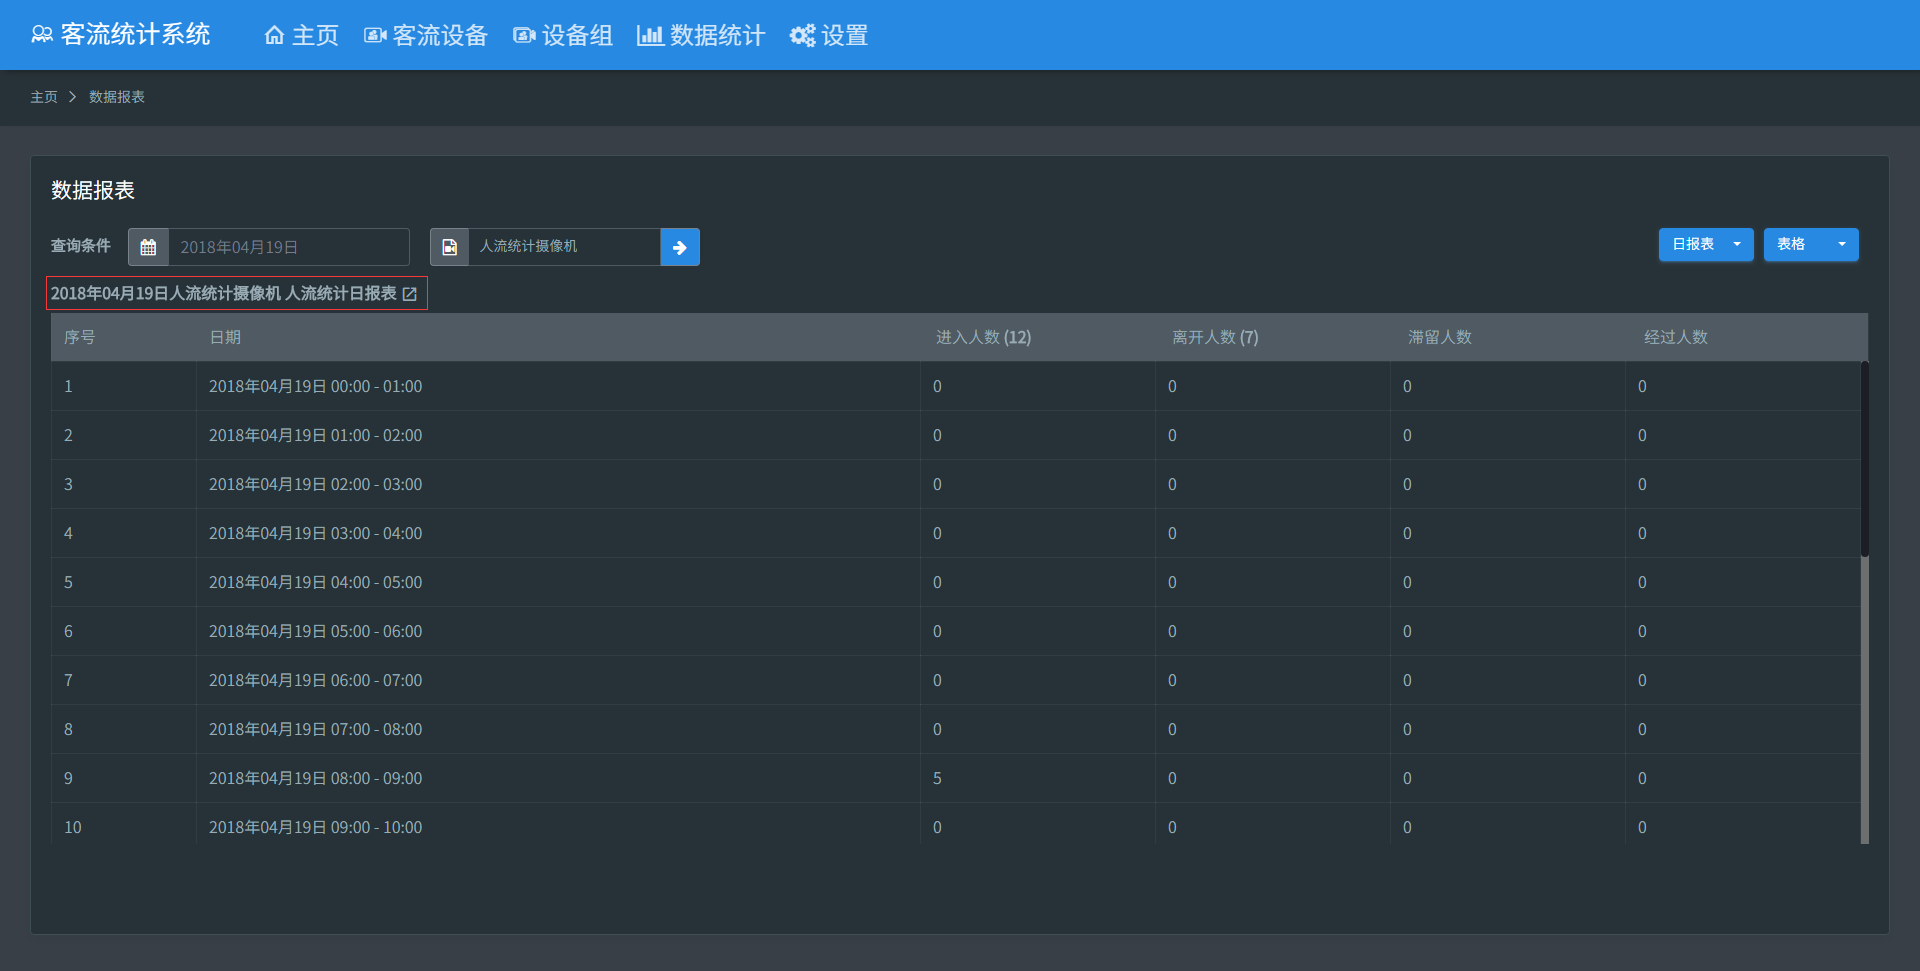 客流统计系统 主页 客流设备 设备组 数据统计 设置
主页 数据报表
数据报表
查询条件 2018年04月19日 人流统计摄像机 日报表 表格
2018年04月19日人流统计摄像机 人流统计日报表
序号 日期 进入人数 (12) 离开人数 (7) 滞留人数 经过人数
1 2018年04月19日 00:00 - 01:00 0 0 0 0
2 2018年04月19日 01:00 - 02:00 0 0 0 0
3 2018年04月19日 02:00 - 03:00 0 0 0 0
4 2018年04月19日 03:00 - 04:00 0 0 0 0
5 2018年04月19日 04:00 - 05:00 0 0 0 0
6 2018年04月19日 05:00 - 06:00 0 0 0 0
7 2018年04月19日 06:00 - 07:00 0 0 0 0
8 2018年04月19日 07:00 - 08:00 0 0 0 0
9 2018年04月19日 08:00 - 09:00 5 0 0 0
10 2018年04月19日 09:00 - 10:00 0 0 0 0